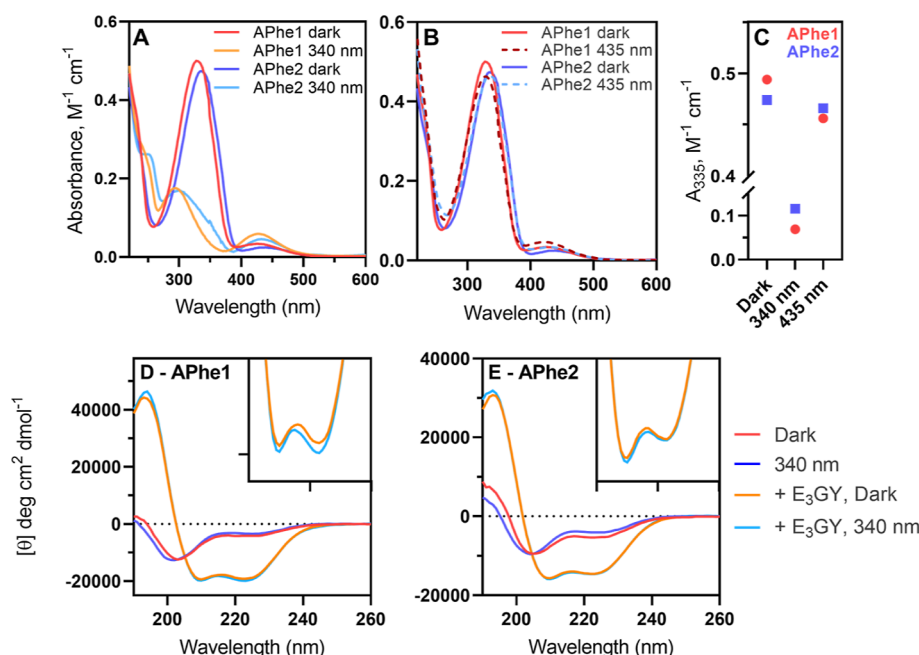 A
APhe1 dark
APhe1 340 nm
APhe2 dark
APhe2 340 nm
0.6
0.4
0.2
0.0
300
400
500
600
Absorbance, M⁻¹ cm⁻¹
Wavelength (nm)
B
APhe1 dark
APhe1 435 nm
APhe2 dark
APhe2 435 nm
0.6
0.4
0.2
0.0
300
400
500
600
Wavelength (nm)
C
APhe1
APhe2
0.5
0.4
0.1
0.0
A₃₃₅, M⁻¹ cm⁻¹
Dark
340 nm
435 nm
D - APhe1
40000
20000
0
-20000
200
220
240
260
[θ] deg cm² dmol⁻¹
Wavelength (nm)
E - APhe2
40000
20000
0
-20000
200
220
240
260
Wavelength (nm)
Dark
340 nm
+ E₃GY, Dark
+ E₃GY, 340 nm